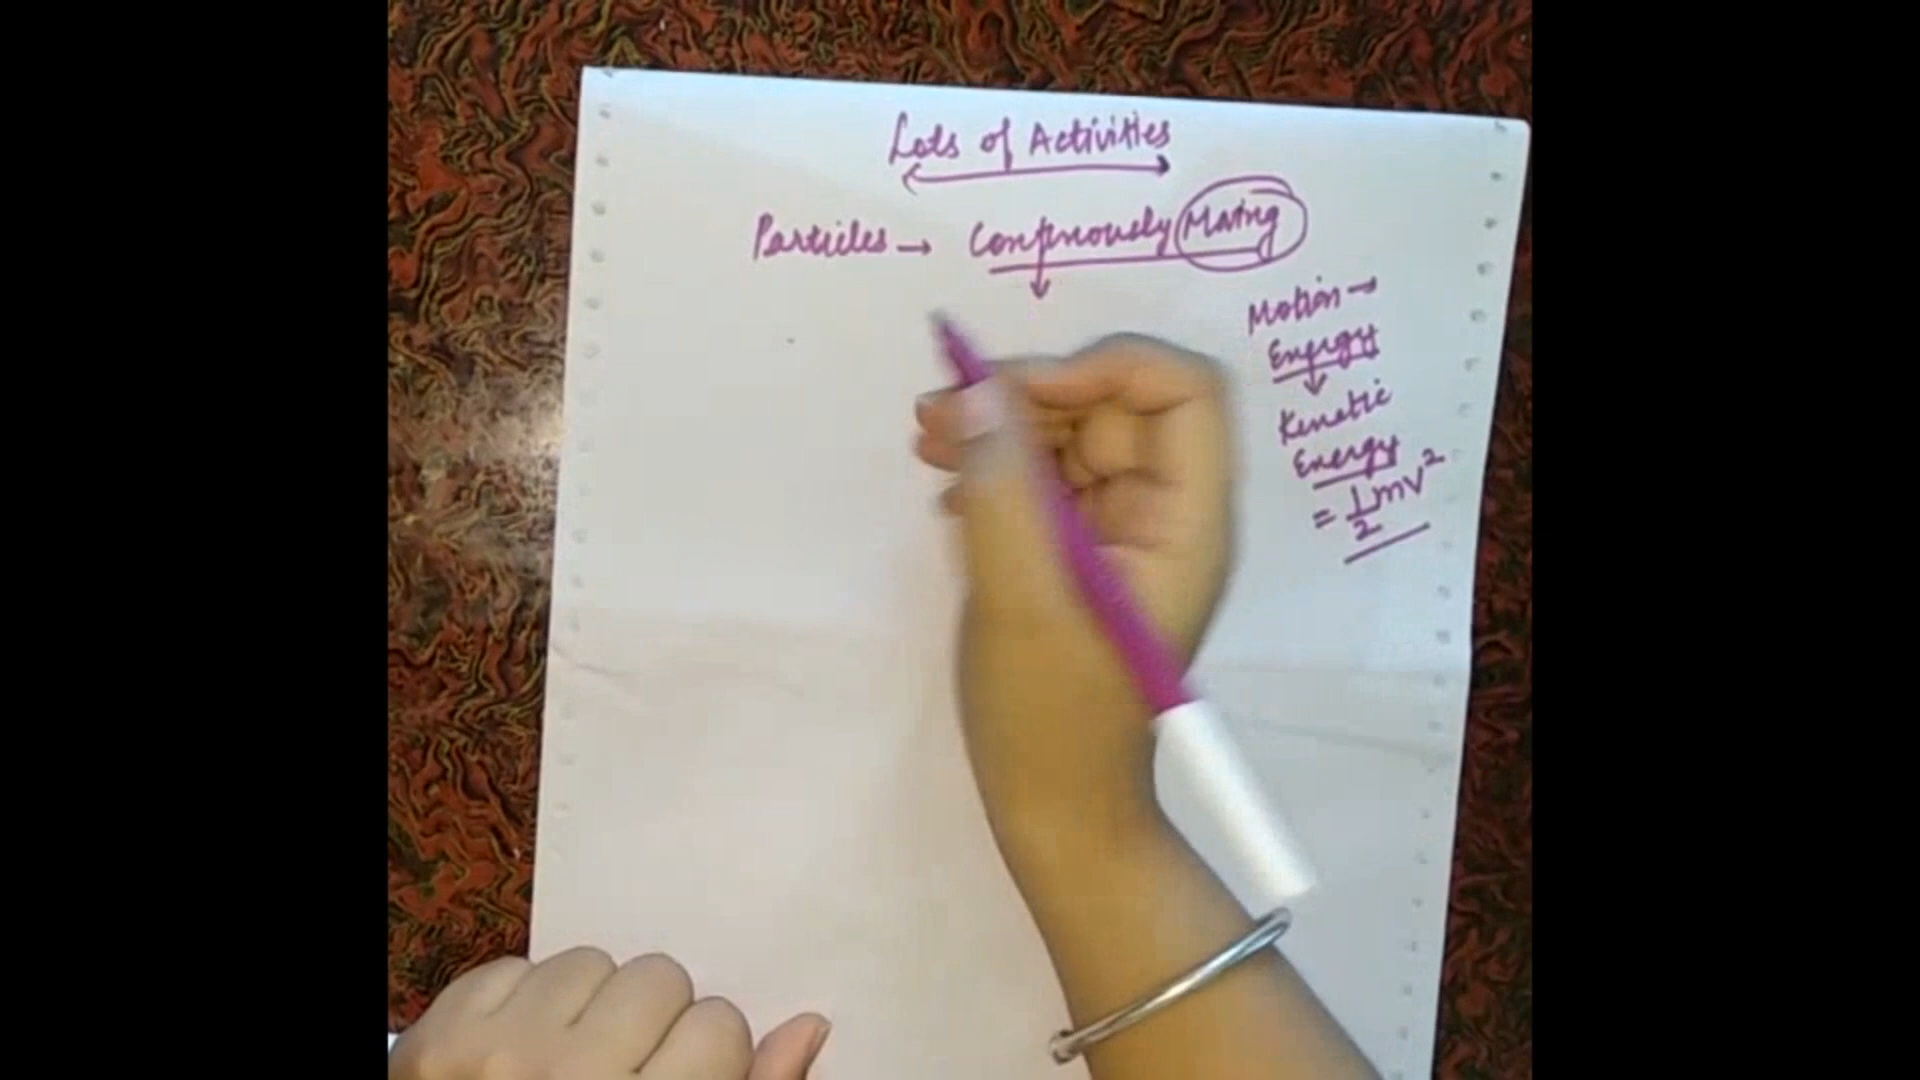 Lots of Activities
Particles → Continuously Moving
Motion →
Energy
Kinetic
Energy
= 1/2 mv²